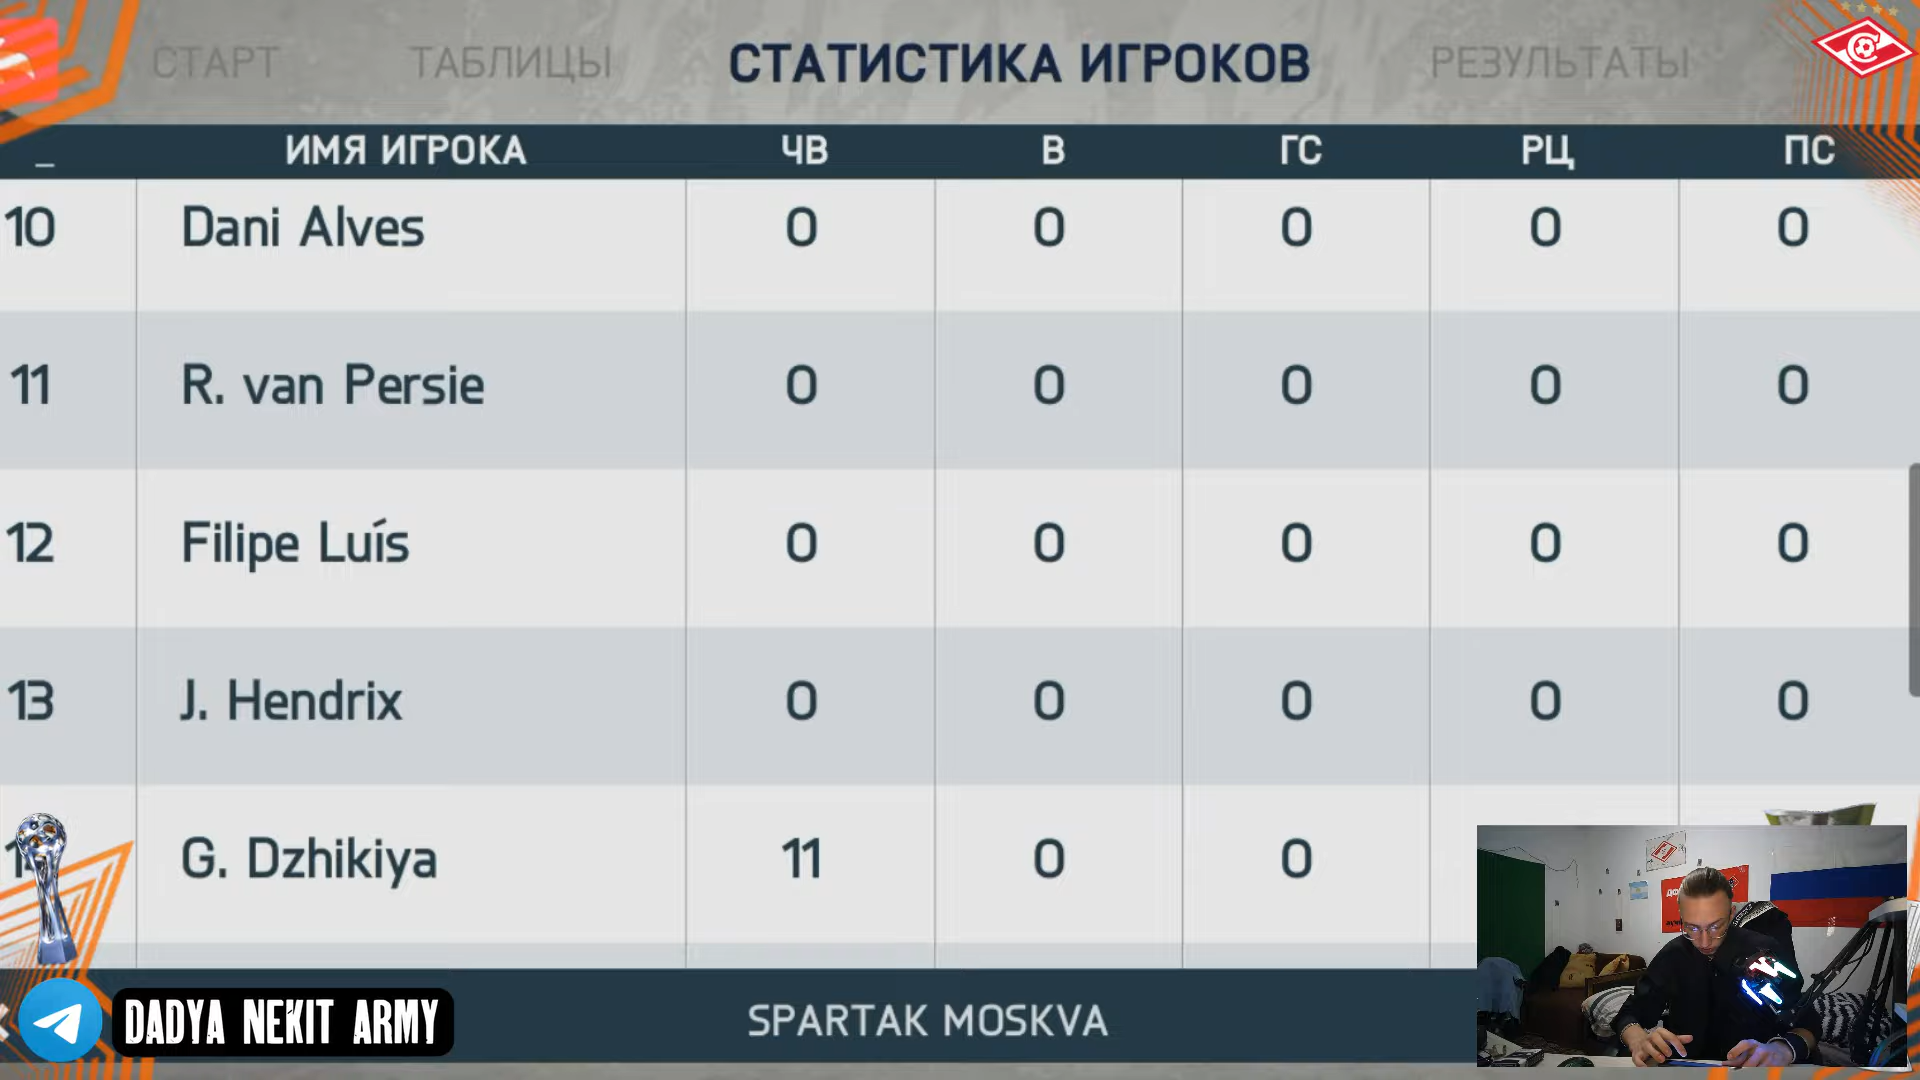 СТАРТ ТАБЛИЦЫ СТАТИСТИКА ИГРОКОВ РЕЗУЛЬТАТЫ
_ ИМЯ ИГРОКА ЧВ В ГС РЦ ПС
10 Dani Alves 0 0 0 0 0
11 R. van Persie 0 0 0 0 0
12 Filipe Luís 0 0 0 0 0
13 J. Hendrix 0 0 0 0 0
G. Dzhikiya 11 0 0
DADYA NEKIT ARMY
SPARTAK MOSKVA